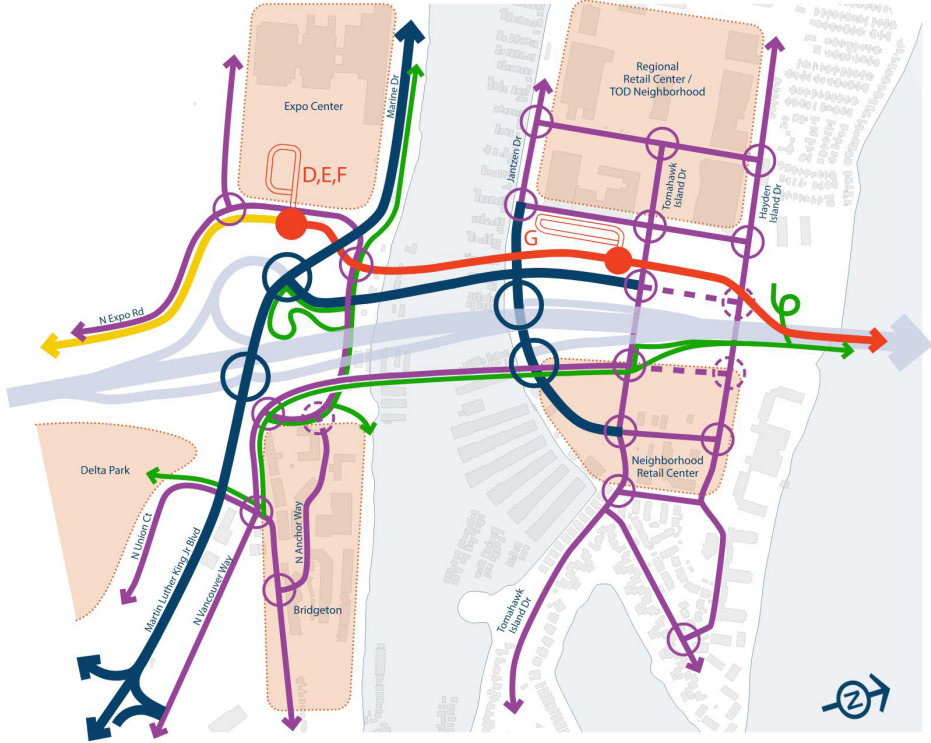 Expo Center
Marine Dr
D,E,F
Regional
Retail Center /
TOD Neighborhood
Jantzen Dr
Tomahawk
Island Dr
Hayden
Island Dr
G
N Expo Rd
Delta Park
N Union Ct
Martin Luther King Jr Blvd
N Vancouver Way
N Anchor Way
Bridgeton
Neighborhood
Retail Center
Tomahawk
Island Dr
N